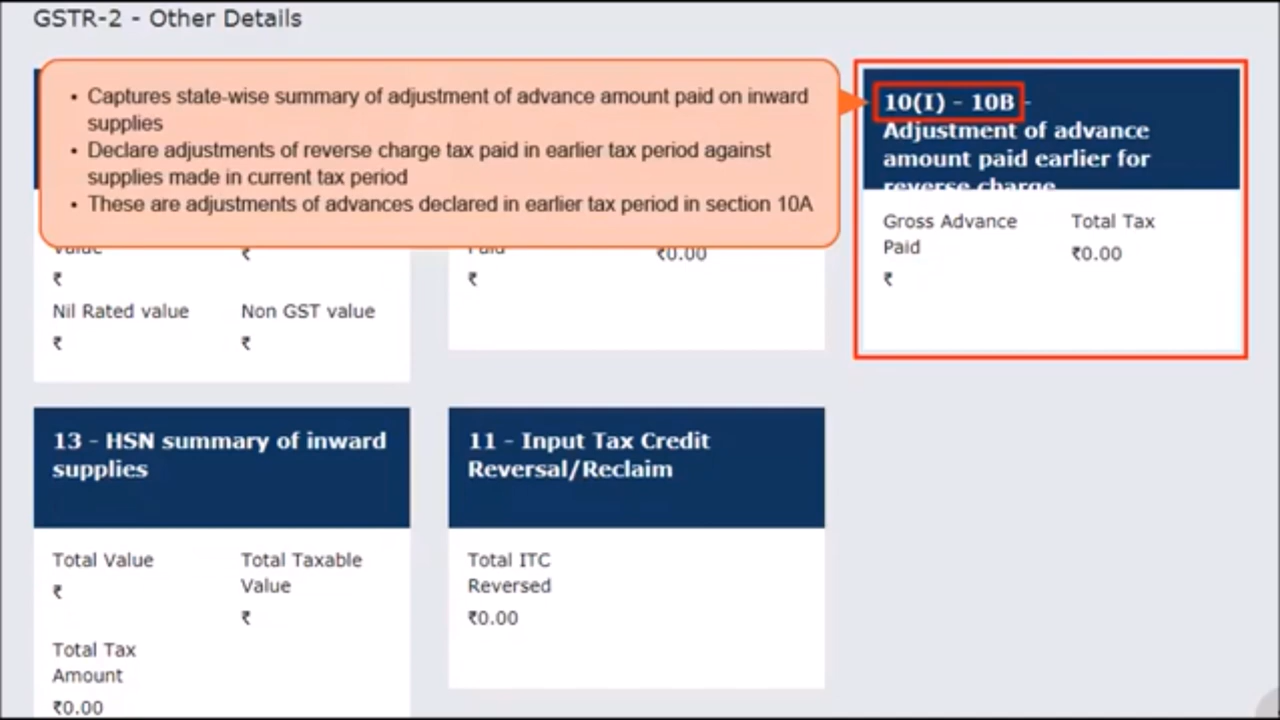 GSTR-2 - Other Details
• Captures state-wise summary of adjustment of advance amount paid on inward
supplies
• Declare adjustments of reverse charge tax paid in earlier tax period against
supplies made in current tax period
• These are adjustments of advances declared in earlier tax period in section 10A
10(I) - 10B -
Adjustment of advance
amount paid earlier for
reverse charge
Gross Advance
Paid
₹
Total Tax
₹0.00
Value
₹
₹
Nil Rated value
₹
Non GST value
₹
Paid
₹
₹0.00
13 - HSN summary of inward
supplies
Total Value
₹
Total Taxable
Value
₹
Total Tax
Amount
₹0.00
11 - Input Tax Credit
Reversal/Reclaim
Total ITC
Reversed
₹0.00